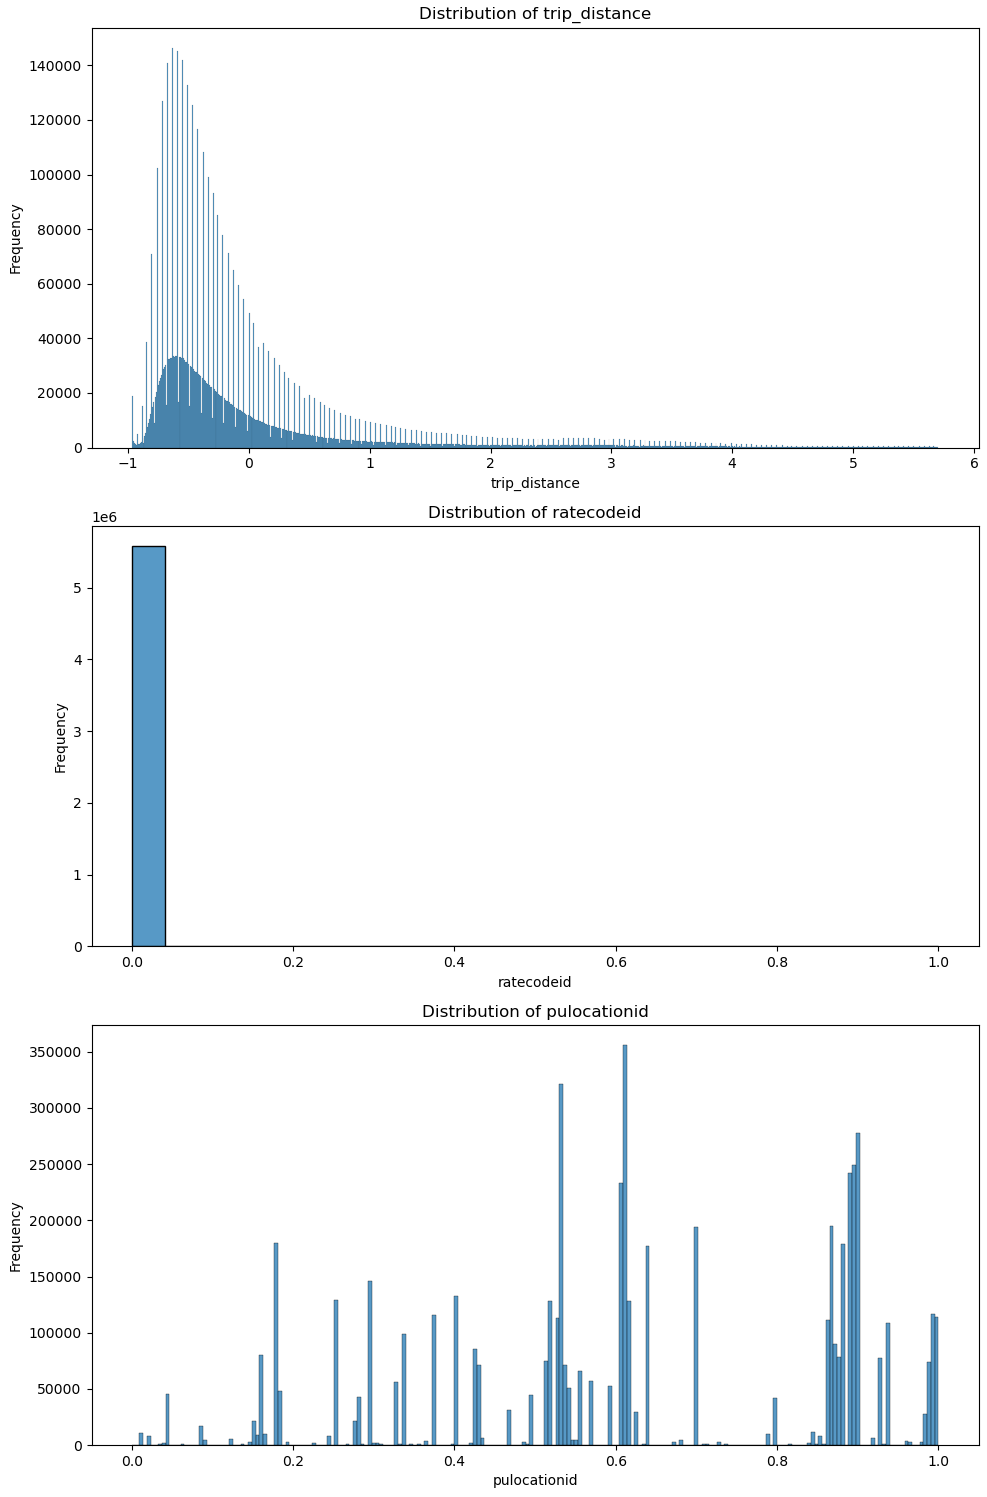 Distribution of trip_distance
140000
120000
100000
80000
60000
40000
20000
0
Frequency
−1 0 1 2 3 4 5 6
trip_distance
Distribution of ratecodeid
1e6
5
4
3
2
1
0
Frequency
0.0 0.2 0.4 0.6 0.8 1.0
ratecodeid
Distribution of pulocationid
350000
300000
250000
200000
150000
100000
50000
0
Frequency
0.0 0.2 0.4 0.6 0.8 1.0
pulocationid